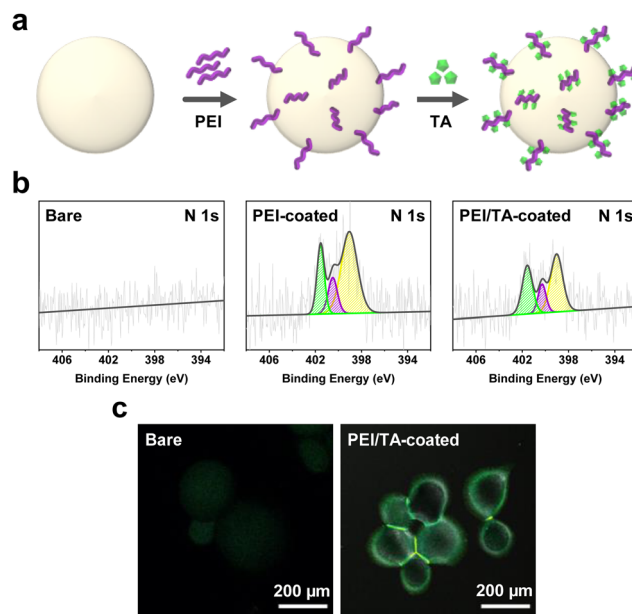 a
PEI
TA
b
Bare N 1s
PEI-coated N 1s
PEI/TA-coated N 1s
406 402 398 394
406 402 398 394
406 402 398 394
Binding Energy (eV)
Binding Energy (eV)
Binding Energy (eV)
c
Bare
PEI/TA-coated
200 μm
200 μm